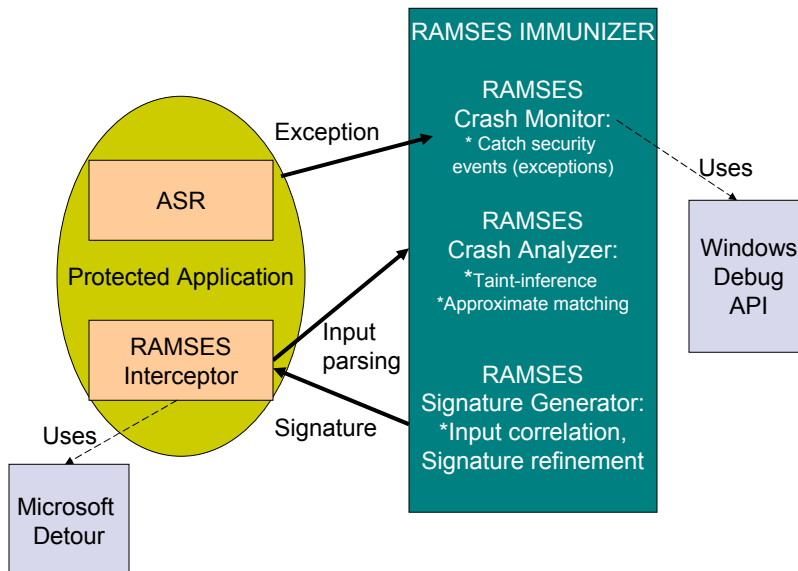 RAMSES IMMUNIZER
RAMSES
Crash Monitor:
* Catch security
events (exceptions)
Exception
Uses
ASR
RAMSES
Crash Analyzer:
*Taint-inference
*Approximate matching
Windows
Debug
API
Protected Application
RAMSES
Interceptor
Input
parsing
RAMSES
Signature Generator:
*Input correlation,
Signature refinement
Signature
Uses
Microsoft
Detour